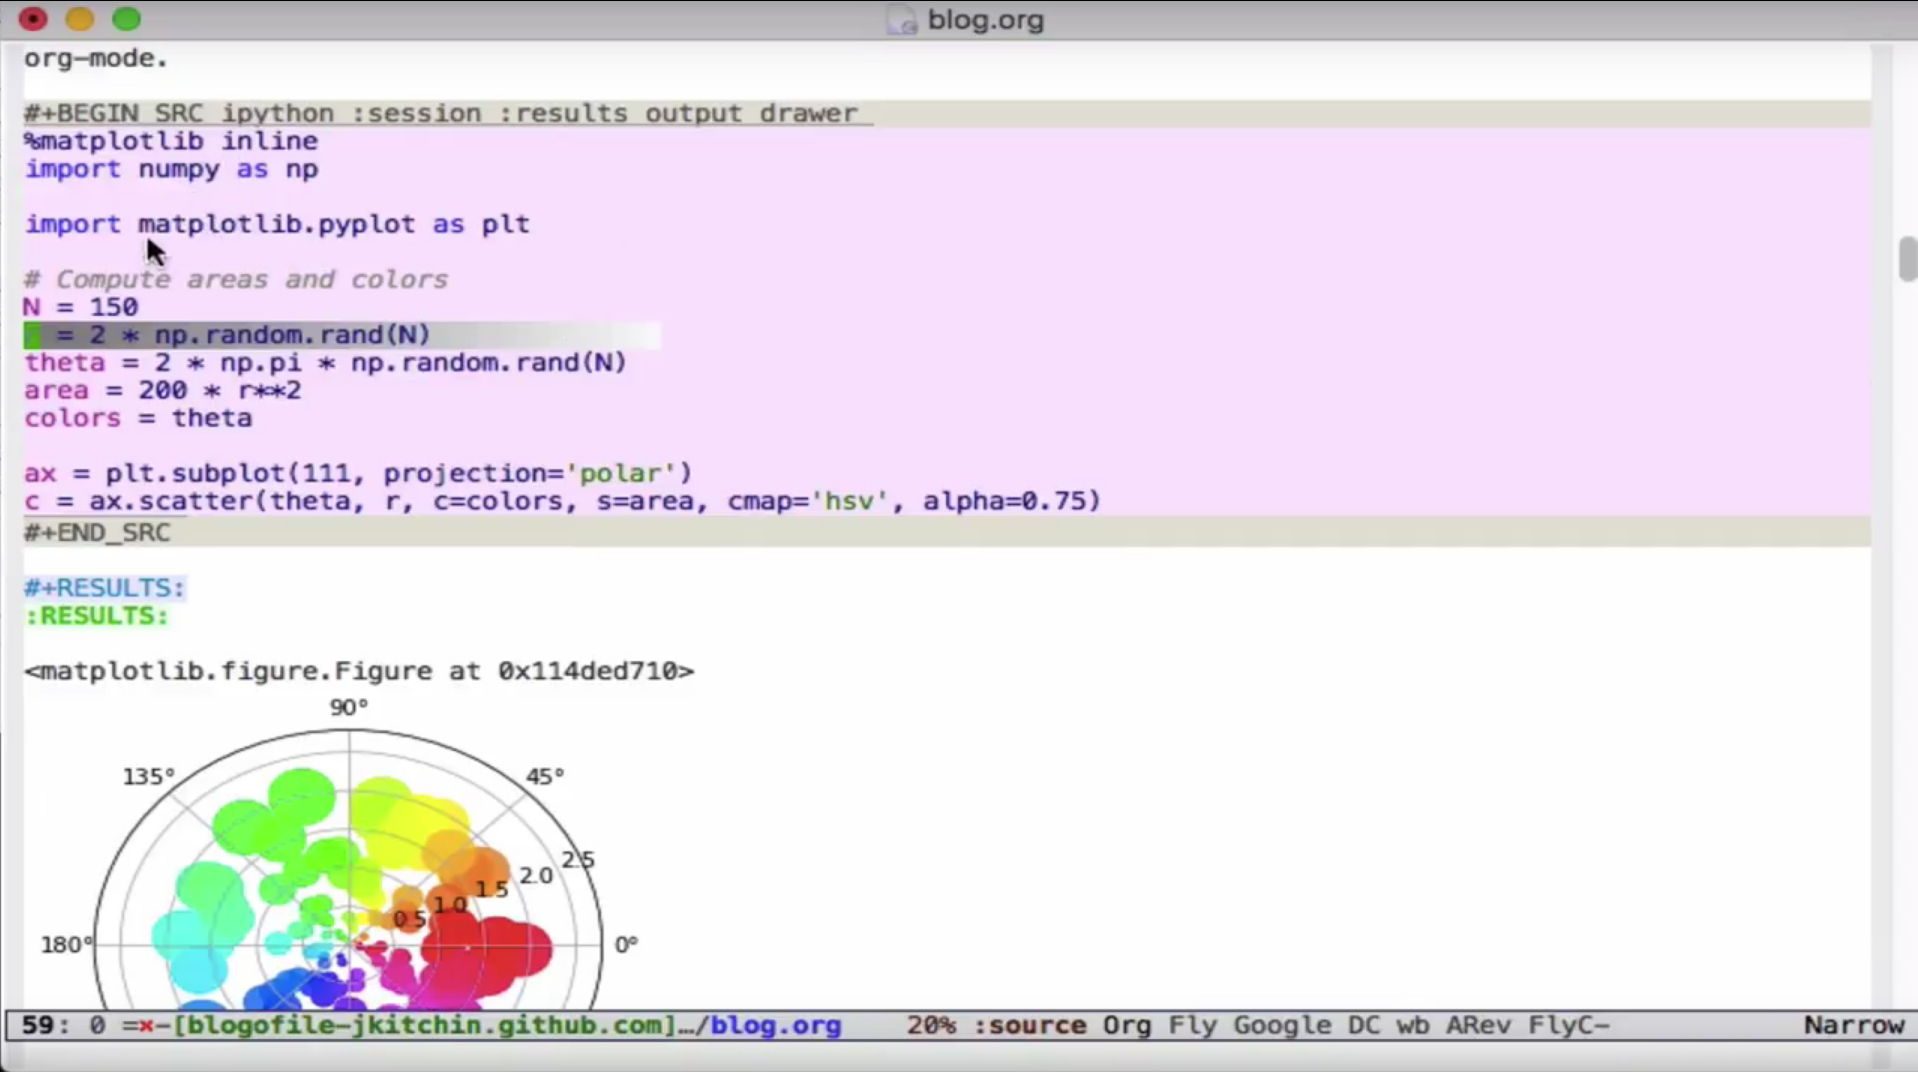 blog.org
org-mode.
#+BEGIN_SRC ipython :session :results output drawer
%matplotlib inline
import numpy as np
import matplotlib.pyplot as plt
# Compute areas and colors
N = 150
= 2 * np.random.rand(N)
theta = 2 * np.pi * np.random.rand(N)
area = 200 * r**2
colors = theta
ax = plt.subplot(111, projection='polar')
c = ax.scatter(theta, r, c=colors, s=area, cmap='hsv', alpha=0.75)
#+END_SRC
#+RESULTS:
:RESULTS:
<matplotlib.figure.Figure at 0x114ded710>
90°
135°
45°
2.5
2.0
1.5
1.0
0.5
180°
0°
59: 0 =×-[blogofile-jkitchin.github.com]…/blog.org 20% :source Org Fly Google DC wb ARev FlyC- Narrow